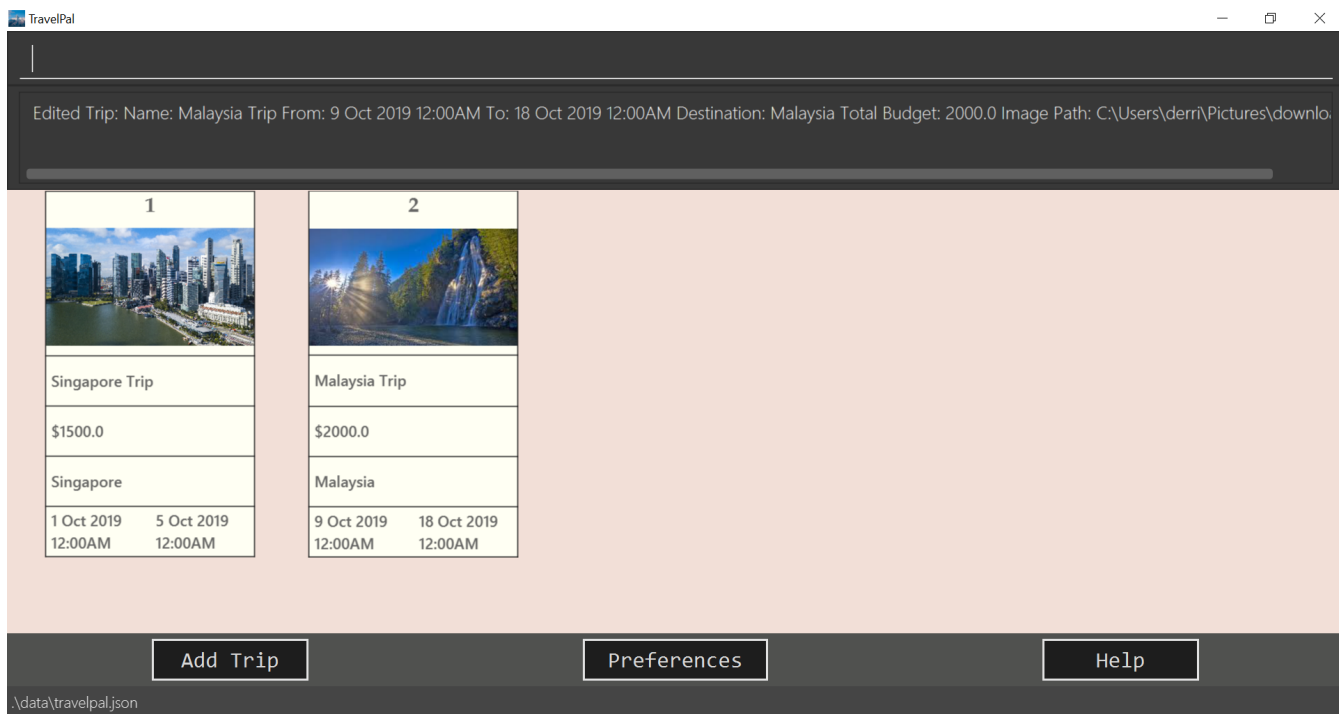 TravelPal
Edited Trip: Name: Malaysia Trip From: 9 Oct 2019 12:00AM To: 18 Oct 2019 12:00AM Destination: Malaysia Total Budget: 2000.0 Image Path: C:\Users\derri\Pictures\downlo
1
Singapore Trip
$1500.0
Singapore
1 Oct 2019 5 Oct 2019
12:00AM 12:00AM
2
Malaysia Trip
$2000.0
Malaysia
9 Oct 2019 18 Oct 2019
12:00AM 12:00AM
Add Trip
Preferences
Help
.\data\travelpal.json